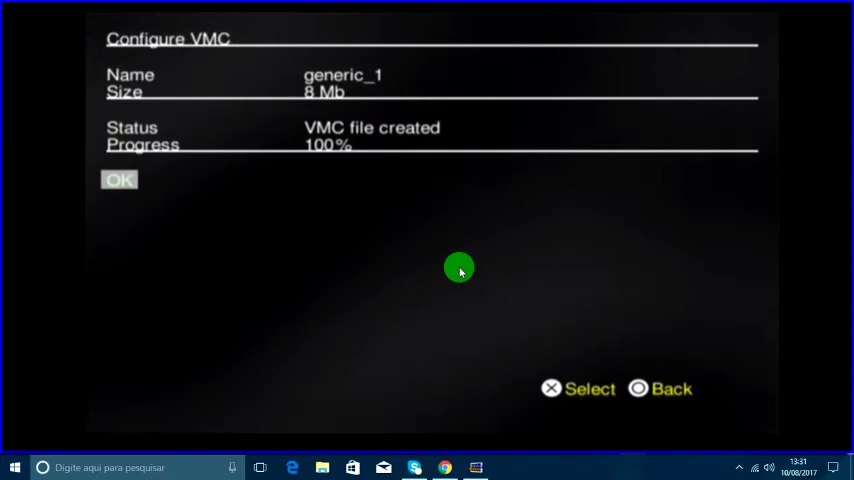 Configure VMC
Name generic_1
Size 8 Mb
Status VMC file created
Progress 100%
OK
Select Back
Digite aqui para pesquisar
13:31
10/08/2017